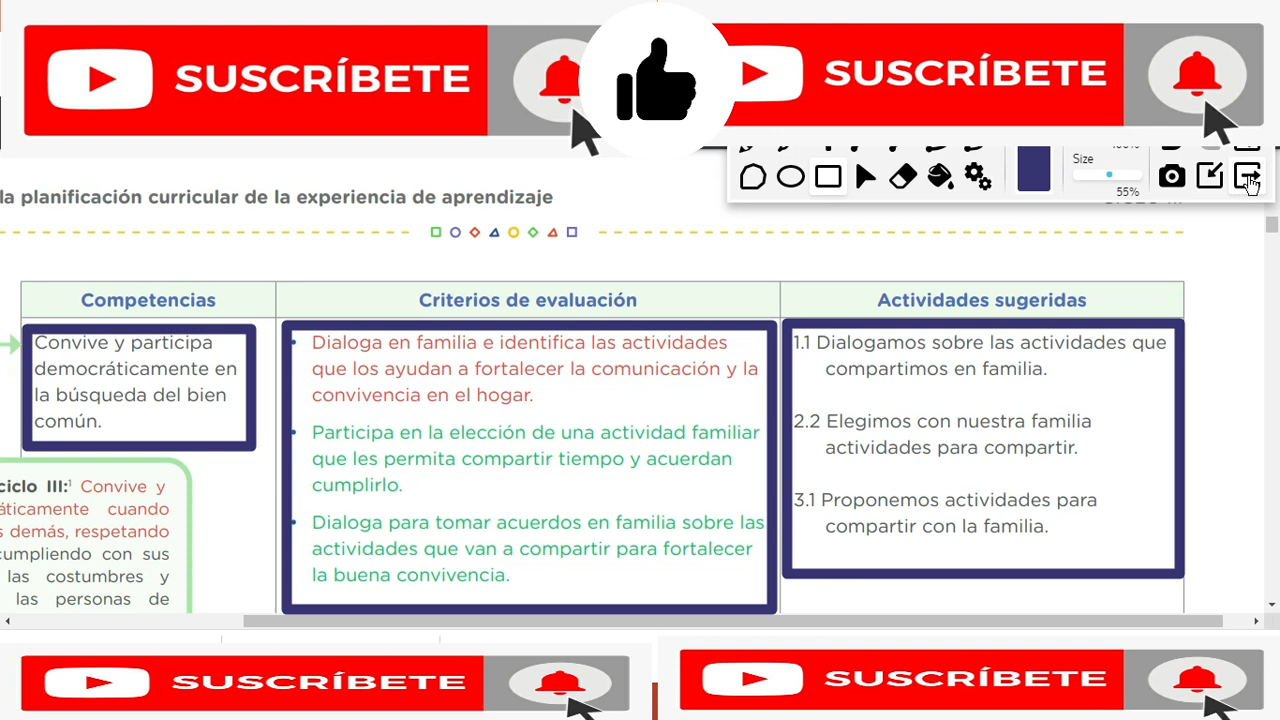 SUSCRÍBETE
SUSCRÍBETE
Size
55%
la planificación curricular de la experiencia de aprendizaje
Competencias
Criterios de evaluación
Actividades sugeridas
Convive y participa
democráticamente en
la búsqueda del bien
común.
• Dialoga en familia e identifica las actividades
que los ayudan a fortalecer la comunicación y la
convivencia en el hogar.
• Participa en la elección de una actividad familiar
que les permita compartir tiempo y acuerdan
cumplirlo.
• Dialoga para tomar acuerdos en familia sobre las
actividades que van a compartir para fortalecer
la buena convivencia.
1.1 Dialogamos sobre las actividades que
compartimos en familia.
2.2 Elegimos con nuestra familia
actividades para compartir.
3.1 Proponemos actividades para
compartir con la familia.
ciclo III:¹ Convive y
áticamente cuando
s demás, respetando
cumpliendo con sus
las costumbres y
las personas de
SUSCRÍBETE
SUSCRÍBETE